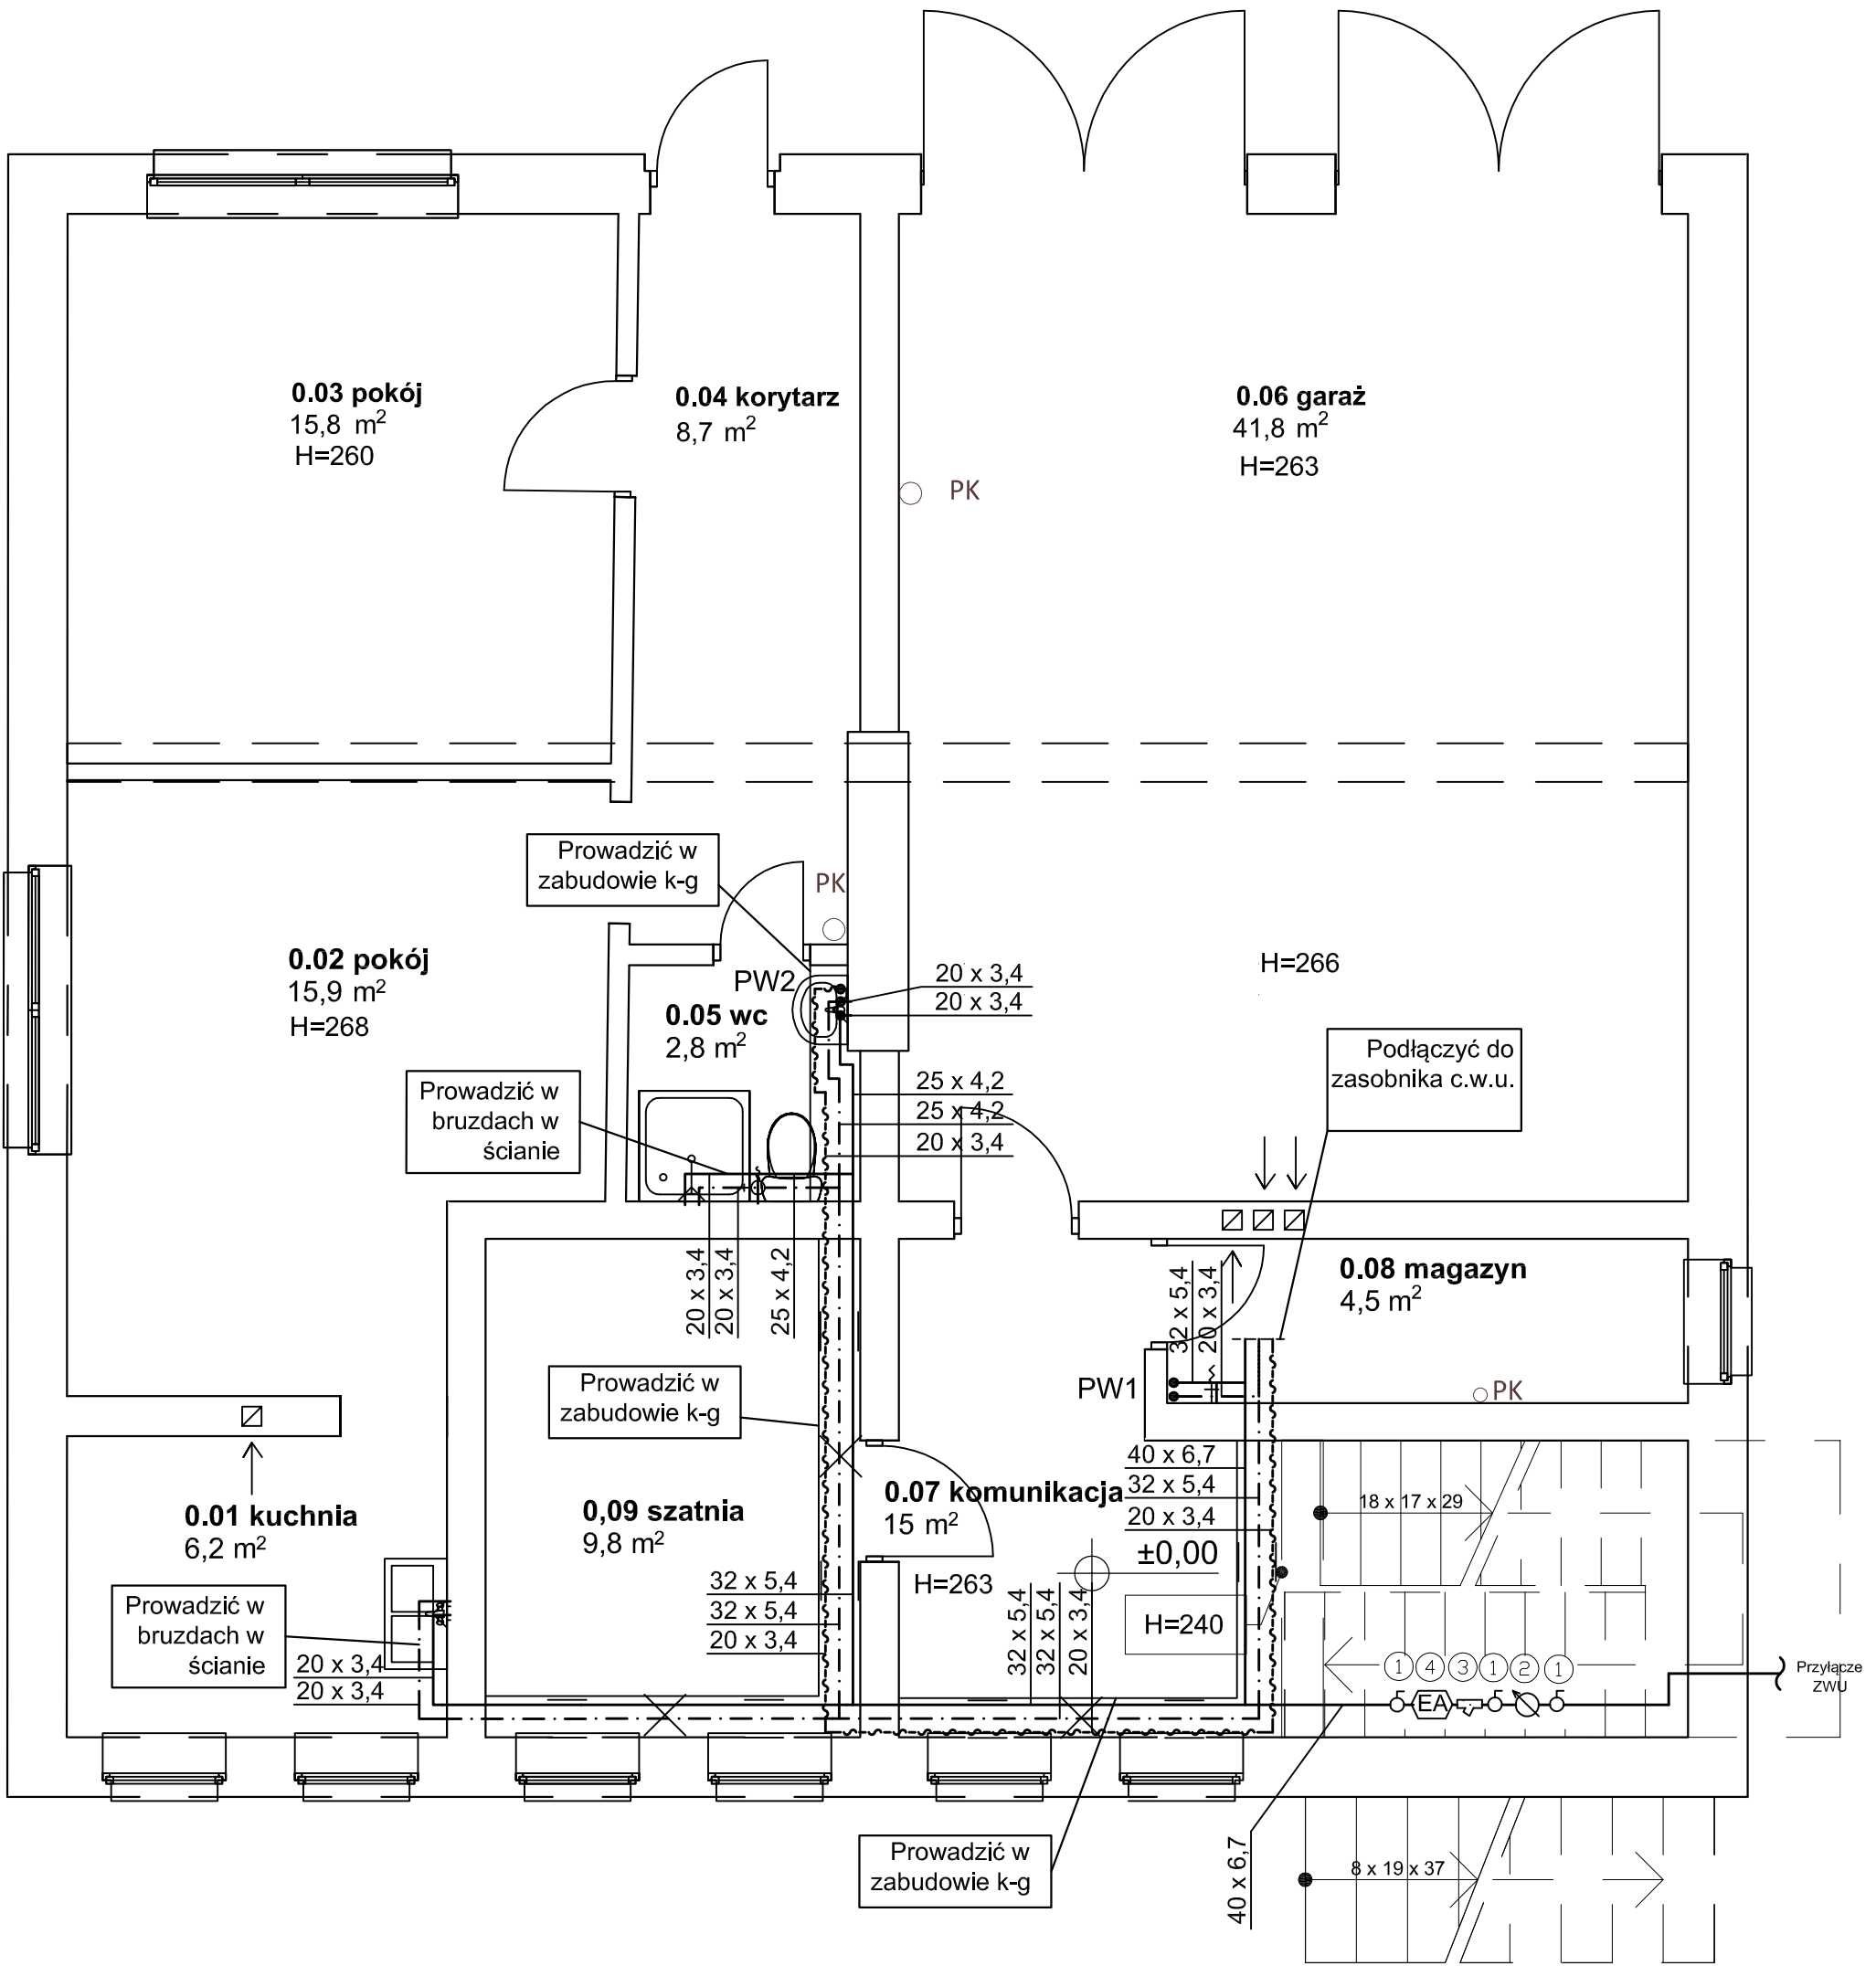 0.03 pokój
15,8 m²
H=260
0.04 korytarz
8,7 m²
0.06 garaż
41,8 m²
H=263
PK
Prowadzić w
zabudowie k-g
PK
0.02 pokój
15,9 m²
H=268
PW2
0.05 wc
2,8 m²
20 x 3,4
20 x 3,4
H=266
Podłączyć do
zasobnika c.w.u.
Prowadzić w
bruzdach w
ścianie
25 x 4,2
25 x 4,2
20 x 3,4
20 x 3,4
20 x 3,4
25 x 4,2
32 x 5,4
20 x 3,4
0.08 magazyn
4,5 m²
PW1
PK
Prowadzić w
zabudowie k-g
40 x 6,7
32 x 5,4
20 x 3,4
0.01 kuchnia
6,2 m²
0,09 szatnia
9,8 m²
0.07 komunikacja
15 m²
±0,00
18 x 17 x 29
H=263
H=240
32 x 5,4
32 x 5,4
20 x 3,4
32 x 5,4
32 x 5,4
20 x 3,4
Prowadzić w
bruzdach w
ścianie
20 x 3,4
20 x 3,4
1 4 3 1 2 1
EA
Przyłącze
ZWU
Prowadzić w
zabudowie k-g
40 x 6,7
8 x 19 x 37